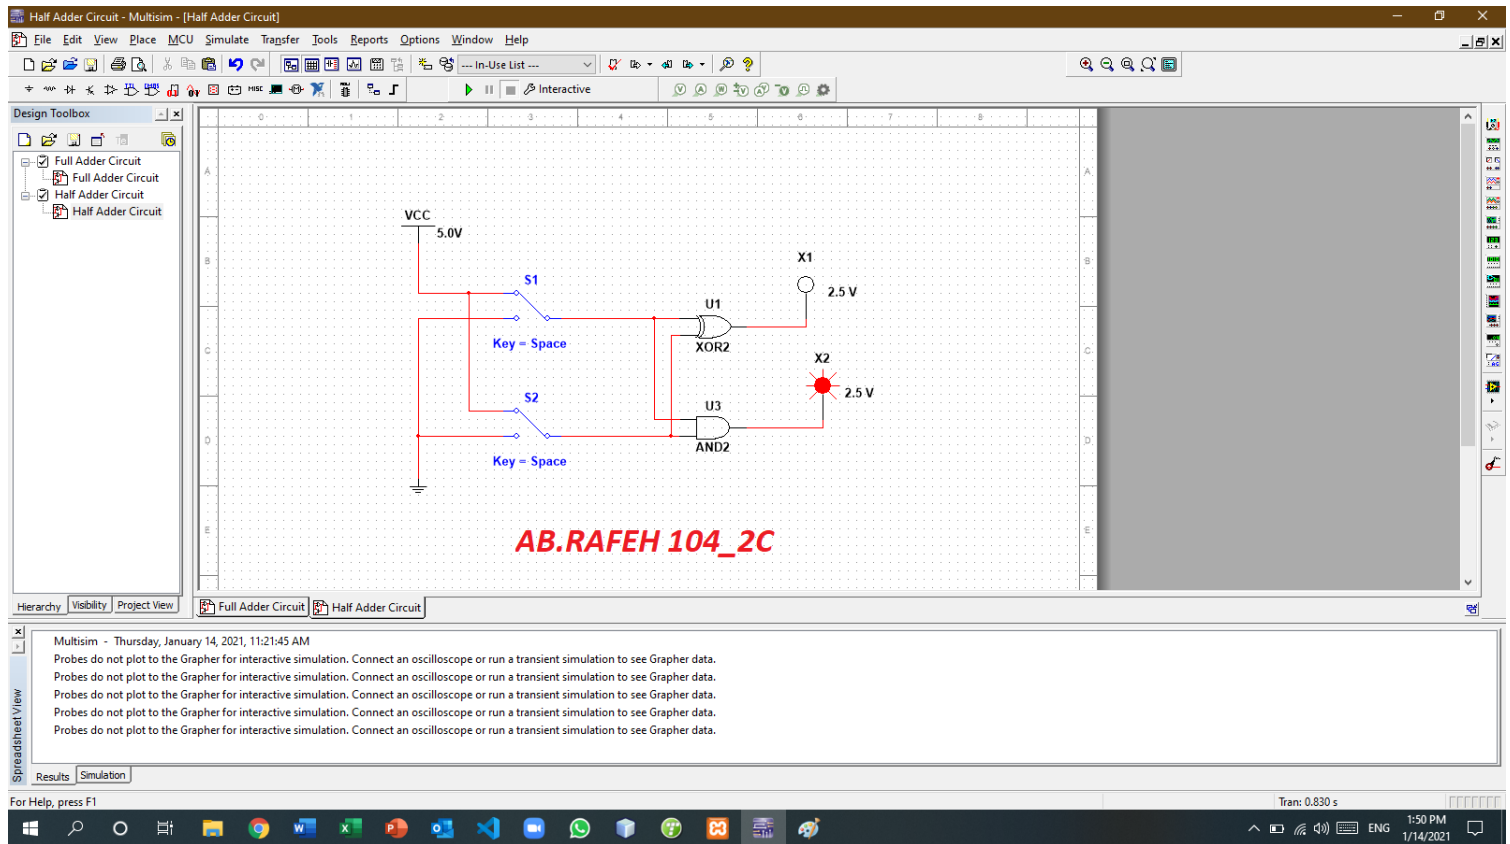 Half Adder Circuit - Multisim - [Half Adder Circuit]
File Edit View Place MCU Simulate Transfer Tools Reports Options Window Help
--- In-Use List ---
Interactive
Design Toolbox
Full Adder Circuit
Full Adder Circuit
Half Adder Circuit
Half Adder Circuit
Hierarchy Visibility Project View
0 1 2 3 4 5 6 7 8
A A
B B
C C
D D
E E
VCC
5.0V
S1
Key = Space
S2
Key = Space
U1
XOR2
U3
AND2
X1
2.5 V
X2
2.5 V
AB.RAFEH 104_2C
Full Adder Circuit Half Adder Circuit
Spreadsheet View
Multisim - Thursday, January 14, 2021, 11:21:45 AM
Probes do not plot to the Grapher for interactive simulation. Connect an oscilloscope or run a transient simulation to see Grapher data.
Probes do not plot to the Grapher for interactive simulation. Connect an oscilloscope or run a transient simulation to see Grapher data.
Probes do not plot to the Grapher for interactive simulation. Connect an oscilloscope or run a transient simulation to see Grapher data.
Probes do not plot to the Grapher for interactive simulation. Connect an oscilloscope or run a transient simulation to see Grapher data.
Probes do not plot to the Grapher for interactive simulation. Connect an oscilloscope or run a transient simulation to see Grapher data.
Results Simulation
For Help, press F1
Tran: 0.830 s
ENG
1:50 PM
1/14/2021